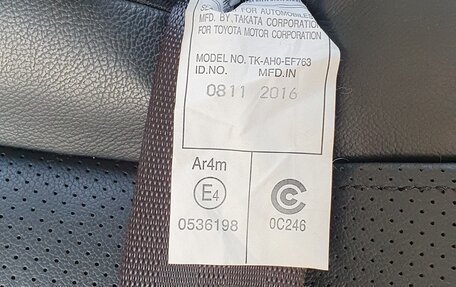 FOR AUTOMOBILE
MFD. BY. TAKATA CORPORATION
FOR TOYOTA MOTOR CORPORATION
MODEL NO. TK-AH0-EF763
ID.NO. MFD.IN
0811 2016
Ar4m
E4
0536198
0C246